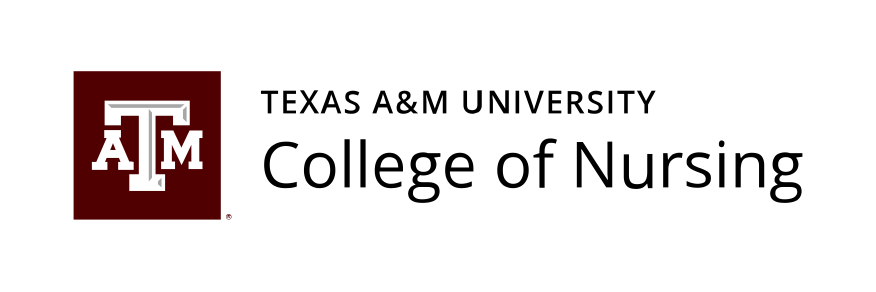 ATM
®
TEXAS A&M UNIVERSITY
College of Nursing